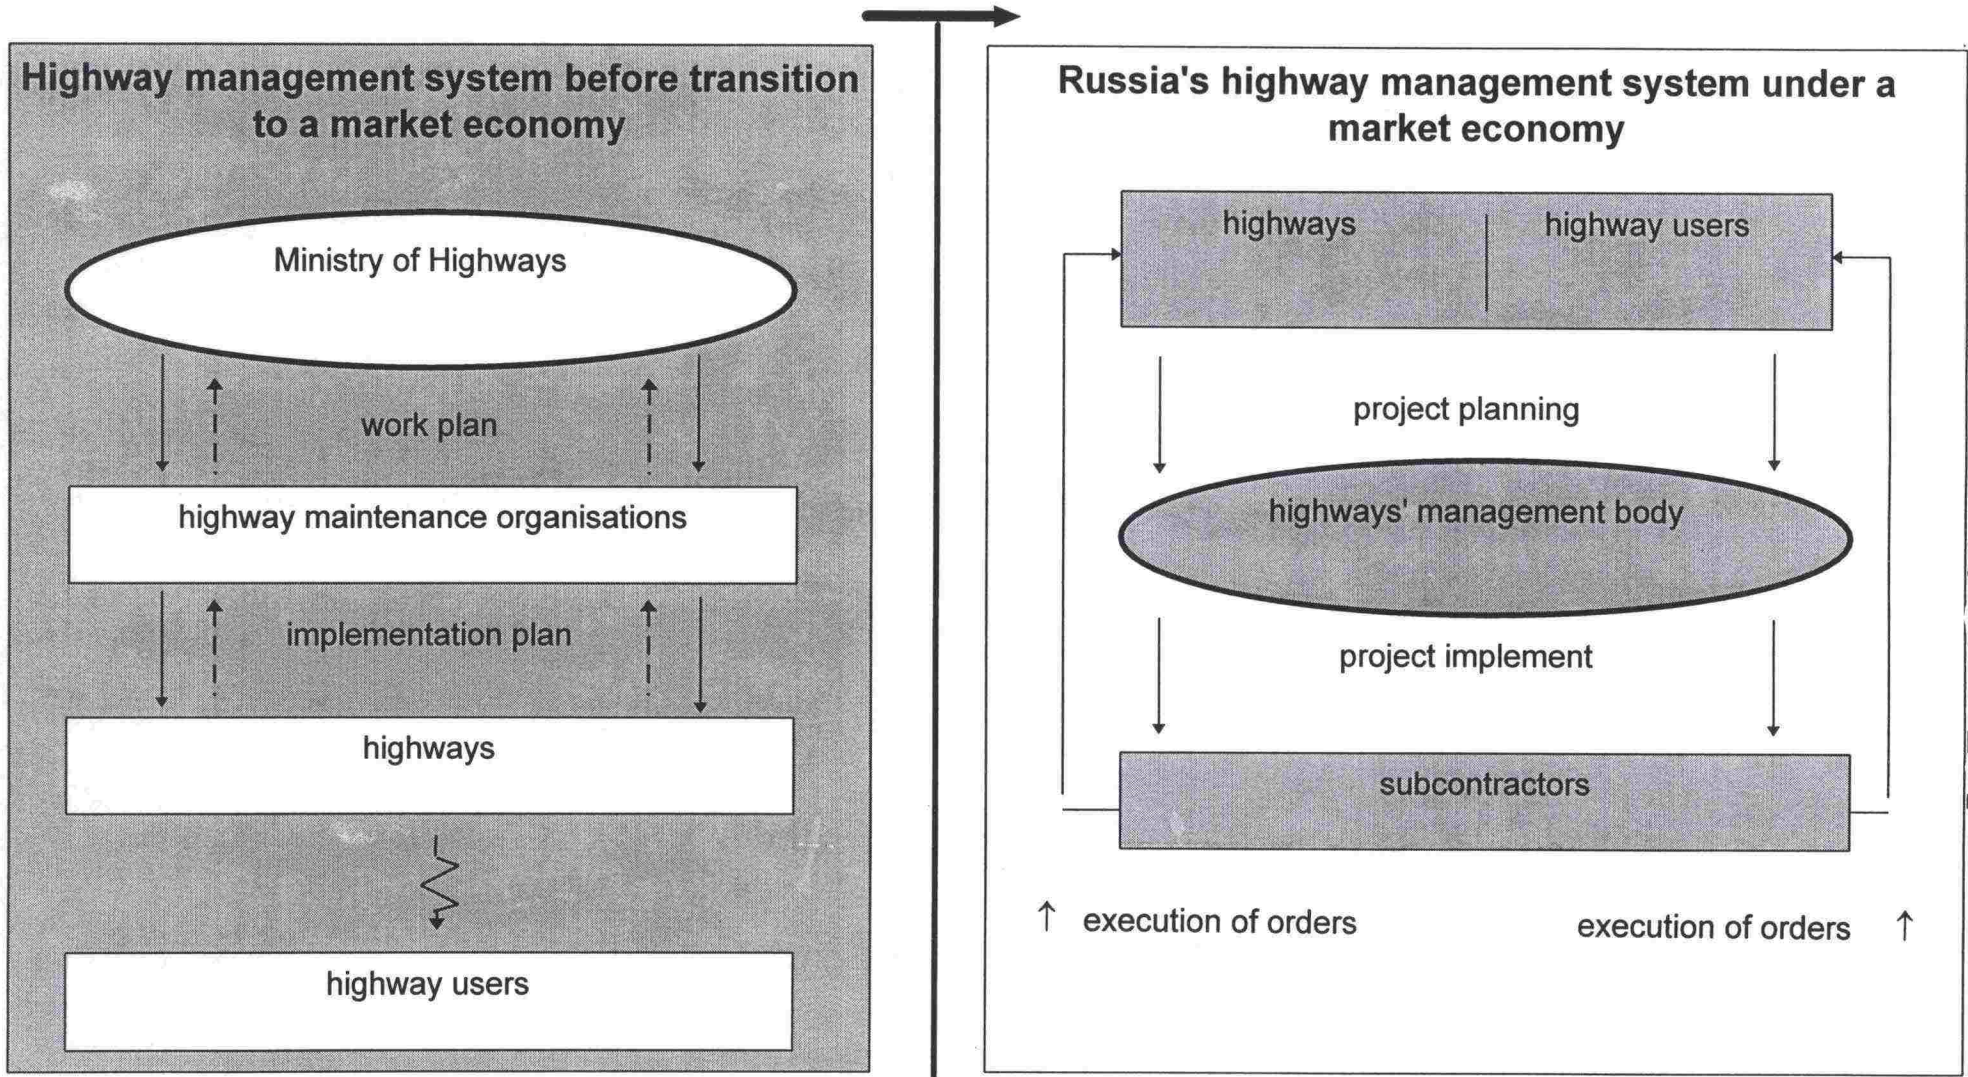 Highway management system before transition
to a market economy
Ministry of Highways
work plan
highway maintenance organisations
implementation plan
highways
highway users
Russia's highway management system under a
market economy
highways
highway users
project planning
highways' management body
project implement
subcontractors
↑ execution of orders
execution of orders ↑